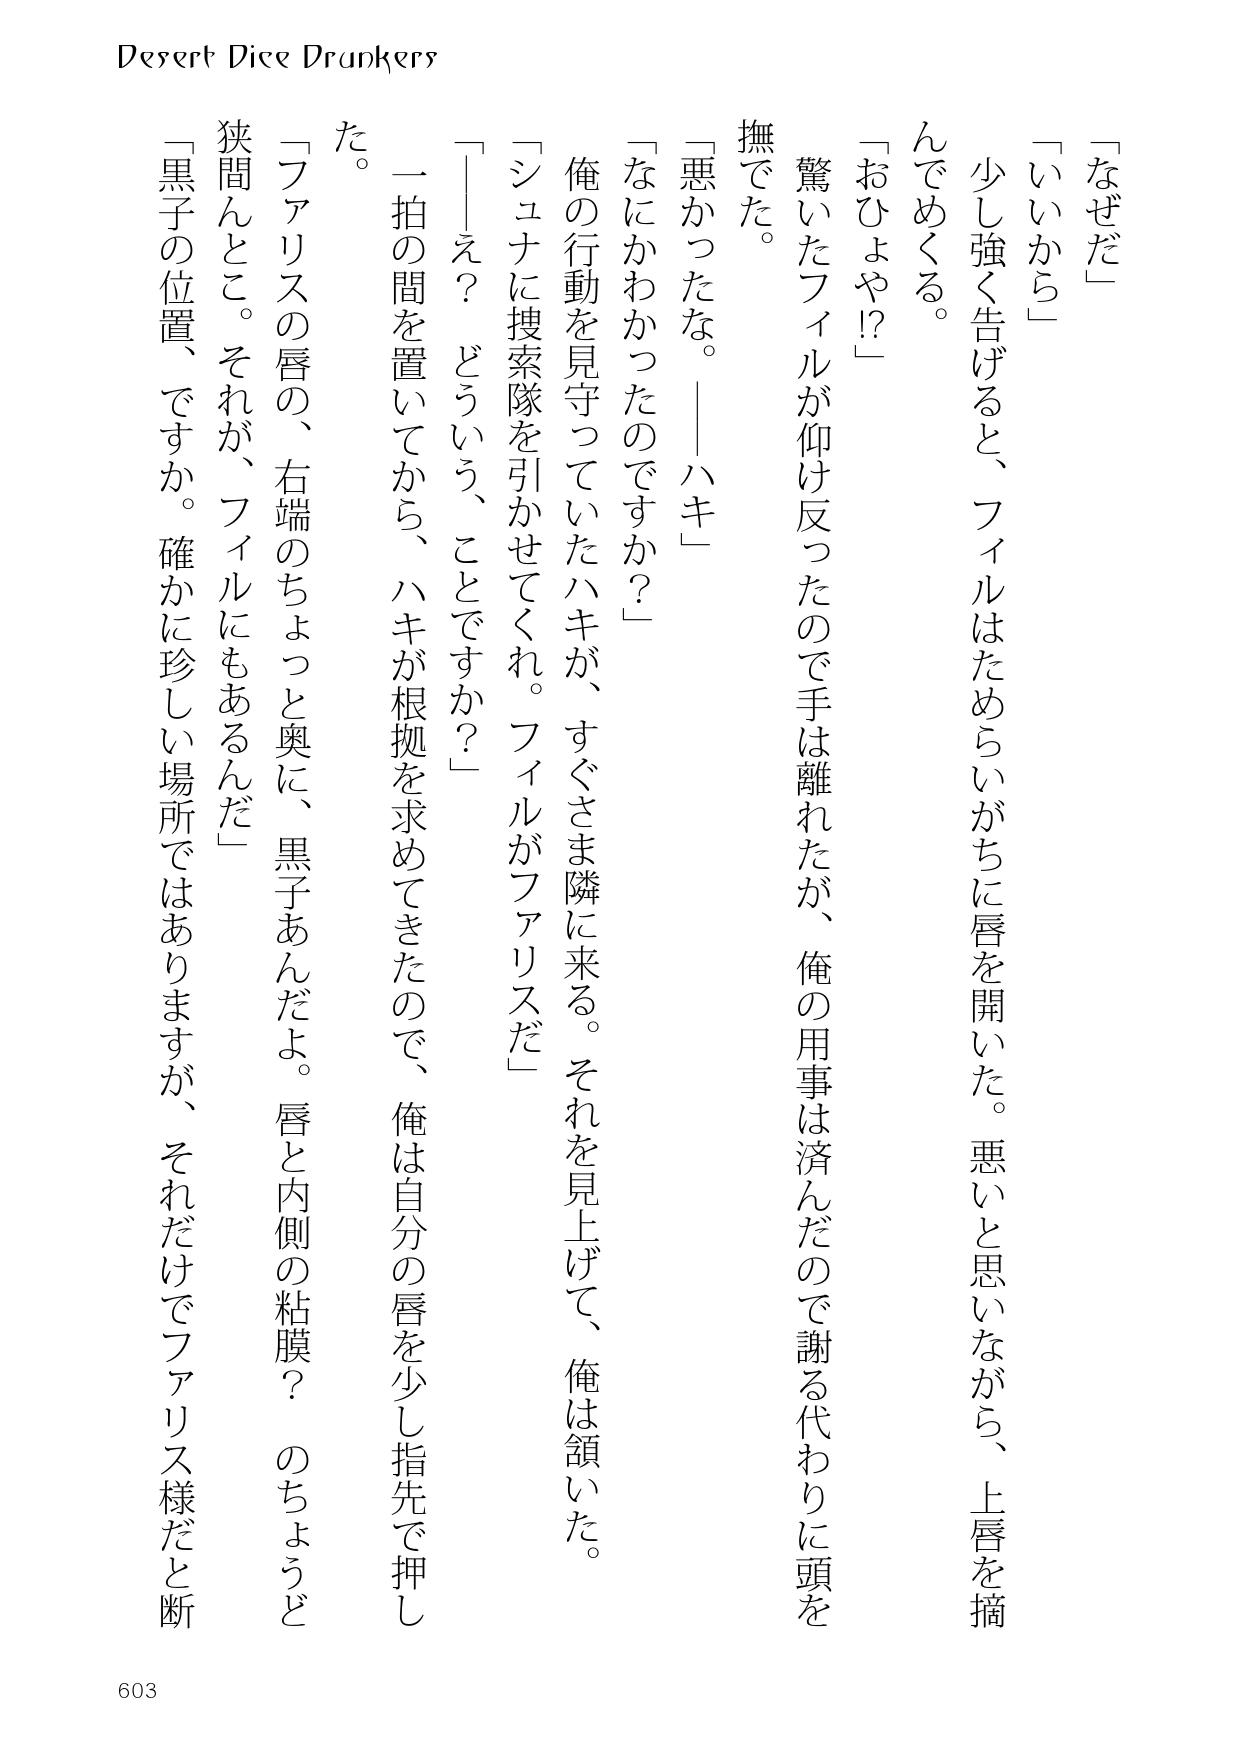 Desert Dice Drunkers
「なぜだ」
「いいから」
少し強く告げると、フィルはためらいがちに唇を開いた。悪いと思いながら、上唇を摘
んでめくる。
「おひょや!?」
驚いたフィルが仰け反ったので手は離れたが、俺の用事は済んだので謝る代わりに頭を
撫でた。
「悪かったな。――ハキ」
「なにかわかったのですか？」
俺の行動を見守っていたハキが、すぐさま隣に来る。それを見上げて、俺は頷いた。
「シュナに捜索隊を引かせてくれ。フィルがファリスだ」
「――え？　どういう、ことですか？」
一拍の間を置いてから、ハキが根拠を求めてきたので、俺は自分の唇を少し指先で押し
た。
「ファリスの唇の、右端のちょっと奥に、黒子あんだよ。唇と内側の粘膜？　のちょうど
狭間んとこ。それが、フィルにもあるんだ」
「黒子の位置、ですか。確かに珍しい場所ではありますが、それだけでファリス様だと断
603